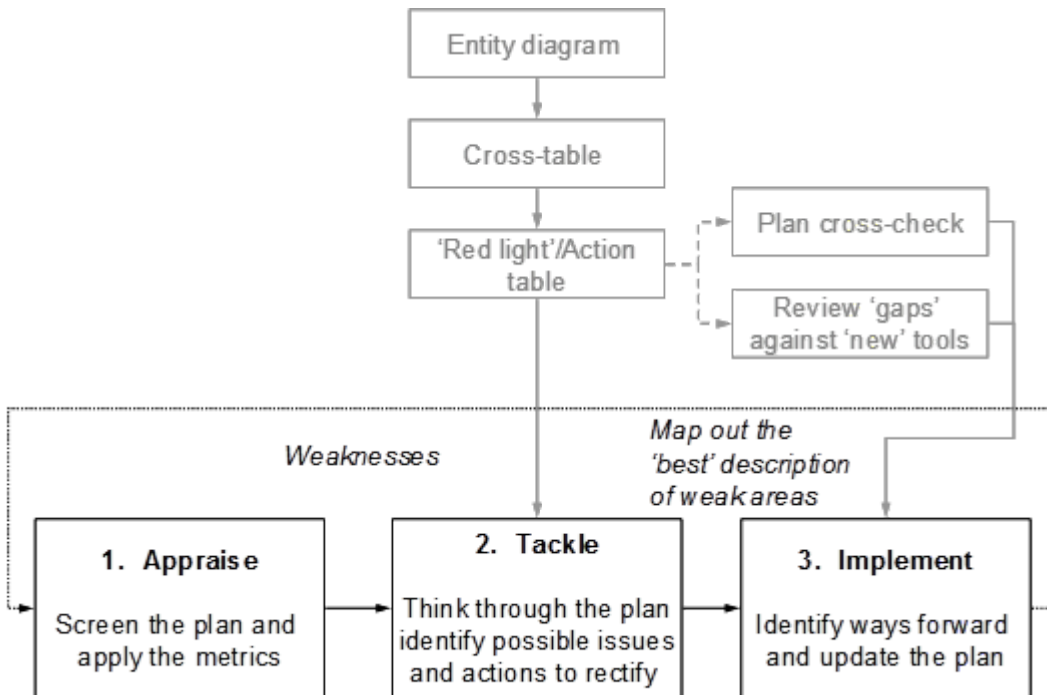 Entity diagram
Cross-table
‘Red light’/Action
table
Plan cross-check
Review ‘gaps’
against ‘new’ tools
Weaknesses
Map out the
‘best’ description
of weak areas
1. Appraise
Screen the plan and
apply the metrics
2. Tackle
Think through the plan
identify possible issues
and actions to rectify
3. Implement
Identify ways forward
and update the plan